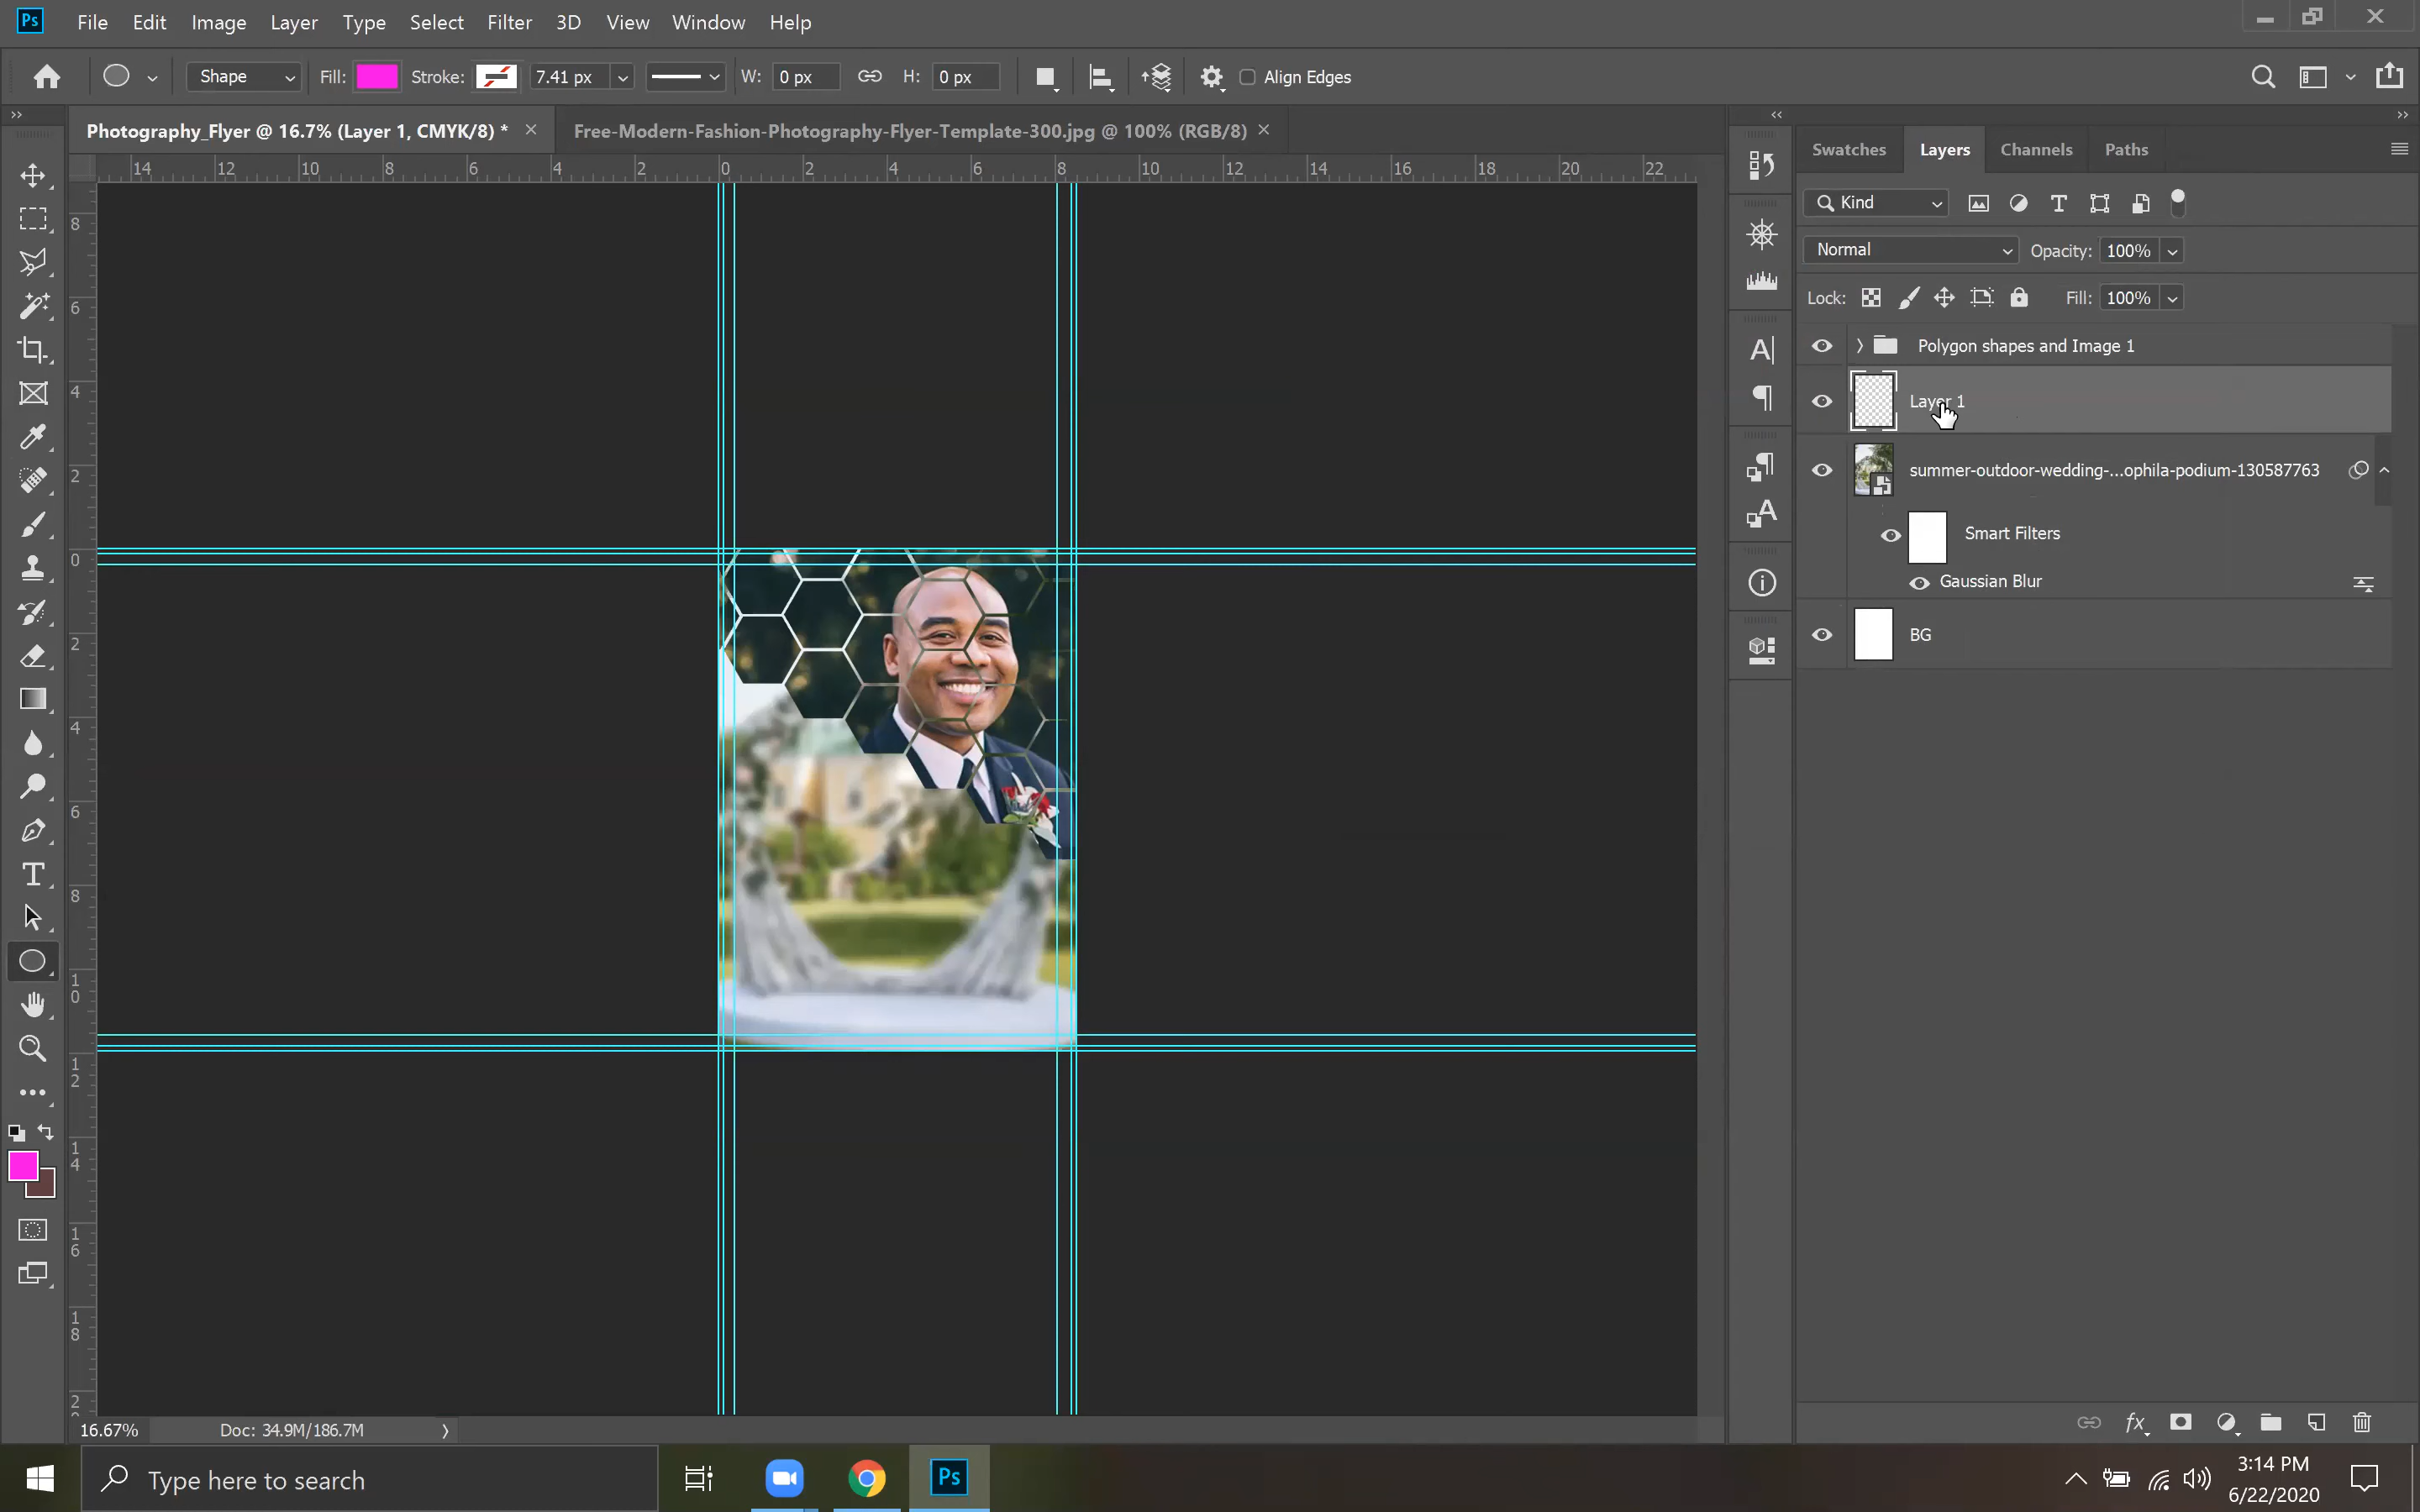 Ps File Edit Image Layer Type Select Filter 3D View Window Help
Shape Fill: Stroke: 7.41 px W: 0 px H: 0 px Align Edges
Photography_Flyer @ 16.7% (Layer 1, CMYK/8) * × Free-Modern-Fashion-Photography-Flyer-Template-300.jpg @ 100% (RGB/8) ×
14 12 10 8 6 4 2 0 2 4 6 8 10 12 14 16 18 20 22
8
6
4
2
0
2
4
6
8
10
12
14
16
18
2
Swatches Layers Channels Paths
Kind
Normal Opacity: 100%
Lock: Fill: 100%
Polygon shapes and Image 1
Layer 1
summer-outdoor-wedding-...ophila-podium-130587763
Smart Filters
Gaussian Blur
BG
fx
16.67% Doc: 34.9M/186.7M
Type here to search
Ps
3:14 PM
6/22/2020